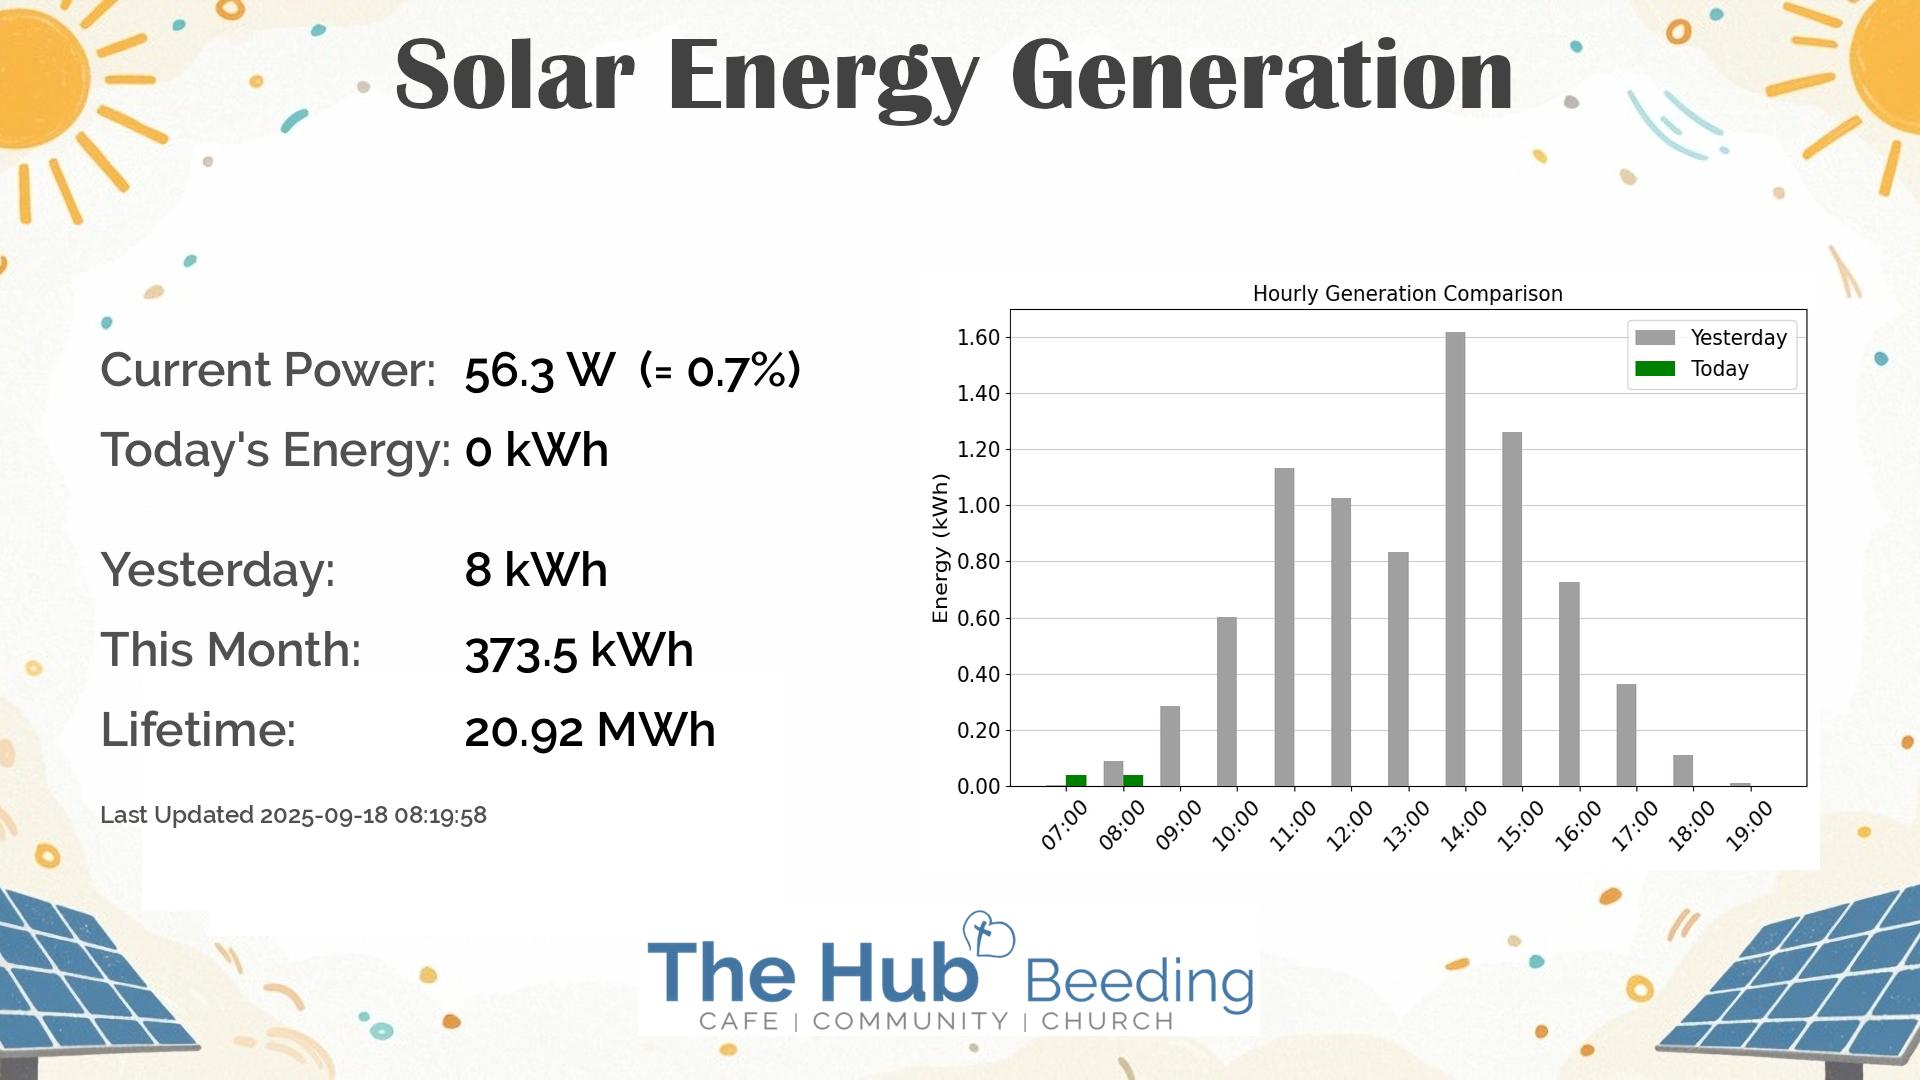 Solar Energy Generation
Current Power: 56.3 W (= 0.7%)
Today's Energy: 0 kWh
Yesterday: 8 kWh
This Month: 373.5 kWh
Lifetime: 20.92 MWh
Last Updated 2025-09-18 08:19:58
Hourly Generation Comparison
Yesterday
Today
Energy (kWh)
1.60
1.40
1.20
1.00
0.80
0.60
0.40
0.20
0.00
07:00 08:00 09:00 10:00 11:00 12:00 13:00 14:00 15:00 16:00 17:00 18:00 19:00
The Hub Beeding
CAFE | COMMUNITY | CHURCH